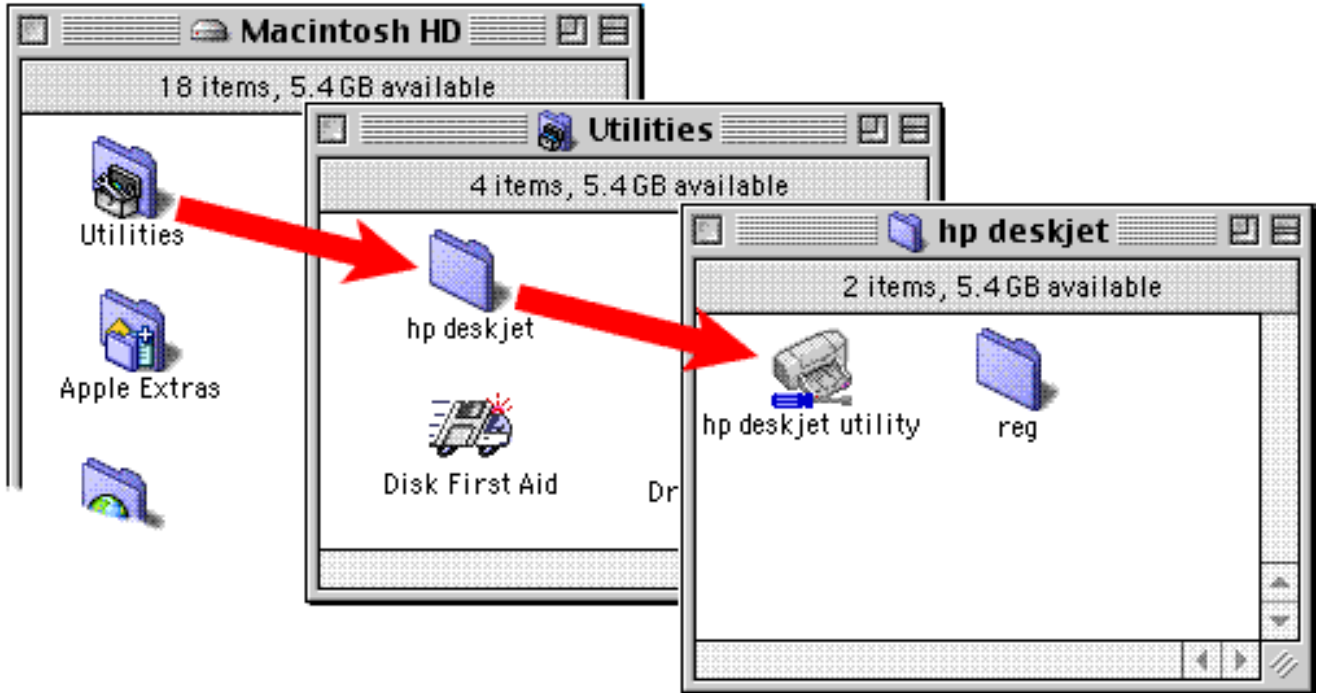 Macintosh HD
18 items, 5.4 GB available
Utilities
Apple Extras
Utilities
4 items, 5.4 GB available
hp deskjet
Disk First Aid
Dr
hp deskjet
2 items, 5.4 GB available
hp deskjet utility
reg